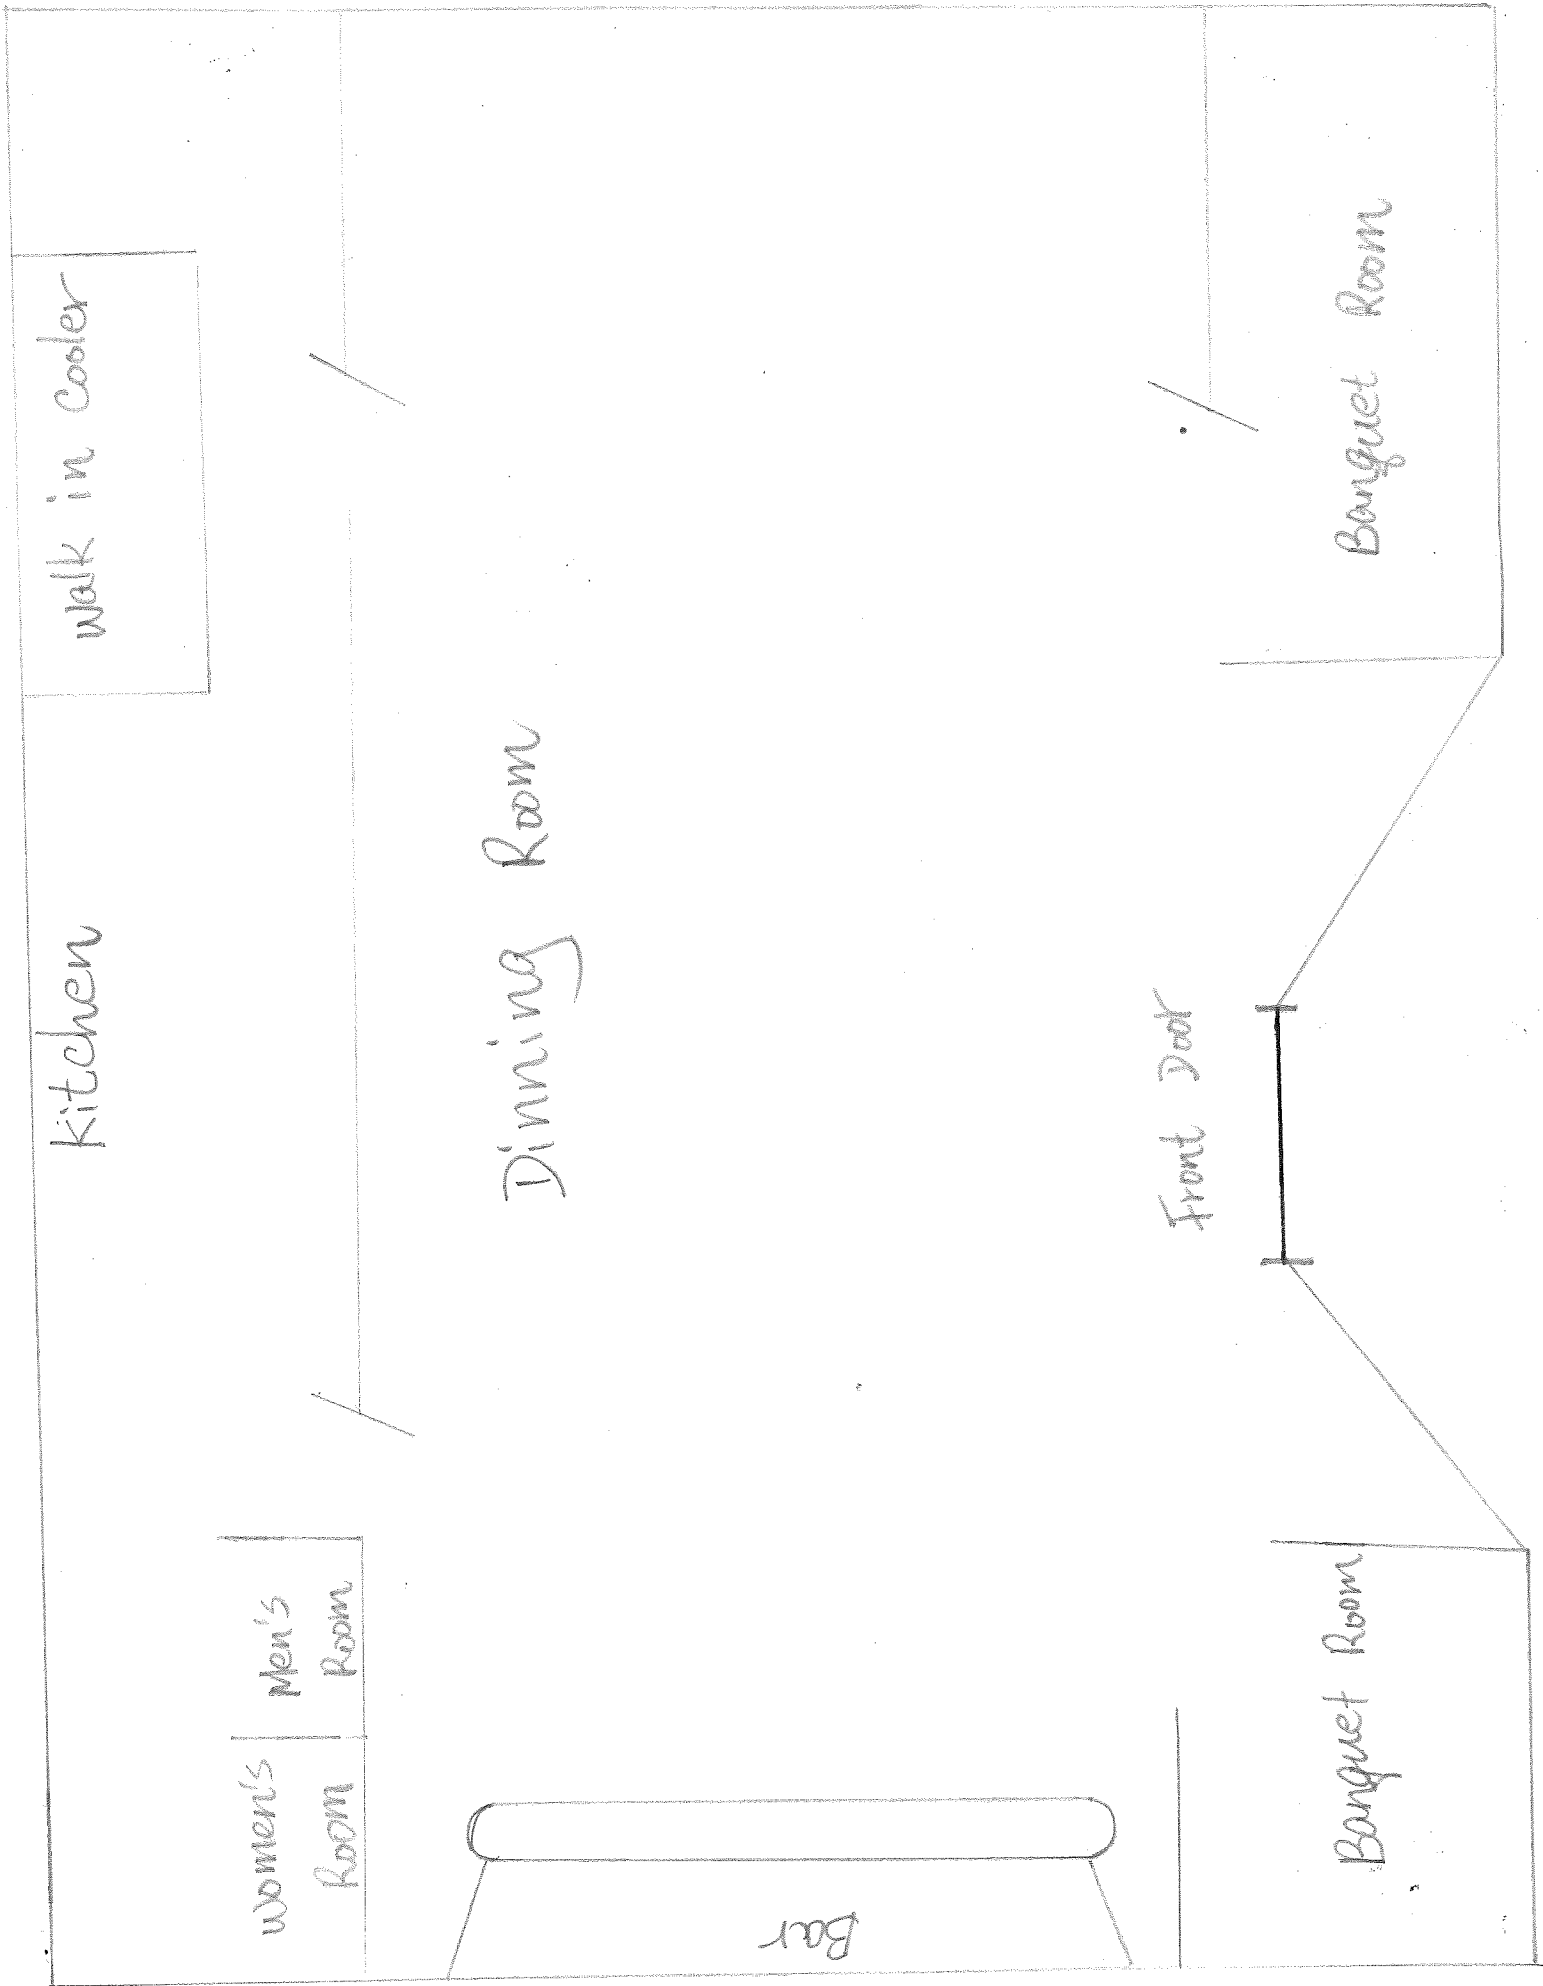 Kitchen
Walk in Cooler
Women's
Room
Men's
Room
Dinning Room
Bar
Front Door
Banquet Room
Banquet Room